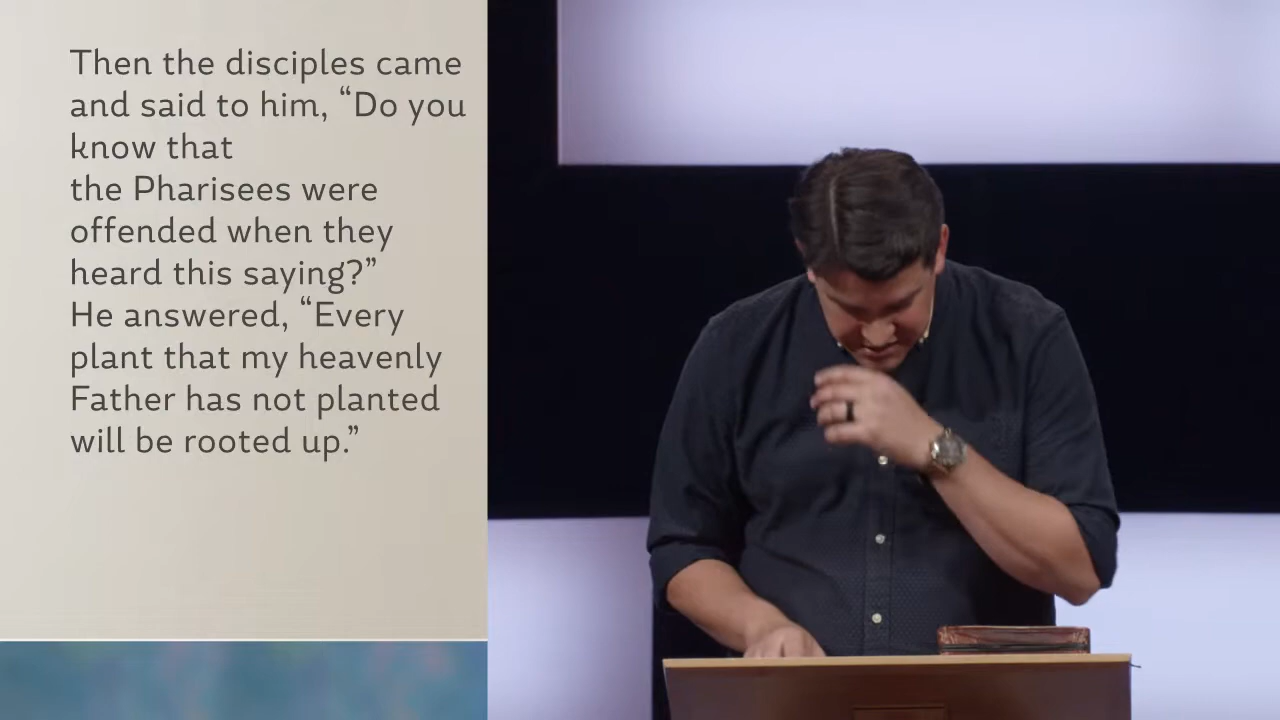 Then the disciples came
and said to him, “Do you
know that
the Pharisees were
offended when they
heard this saying?”
He answered, “Every
plant that my heavenly
Father has not planted
will be rooted up.”